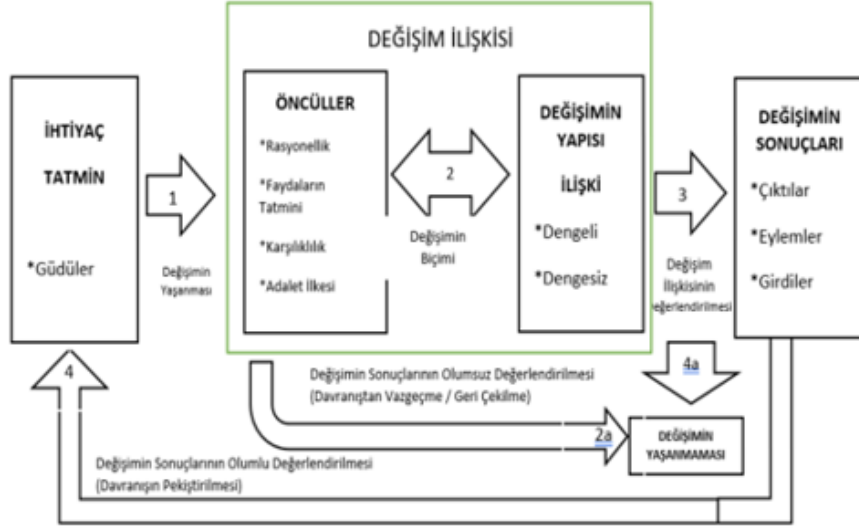 DEĞİŞİM İLİŞKİSİ
İHTİYAÇ
TATMİN
*Güdüler
1
Değişimin
Yaşanması
ÖNCÜLLER
*Rasyonellik
*Faydaların
Tatmini
*Karşılıklılık
*Adalet İlkesi
2
Değişimin
Biçimi
DEĞİŞİMİN
YAPISI
İLİŞKİ
*Dengeli
*Dengesiz
3
Değişim
İlişkisinin
Değerlendirilmesi
DEĞİŞİMİN
SONUÇLARI
*Çıktılar
*Eylemler
*Girdiler
4
4a
Değişimin Sonuçlarının Olumsuz Değerlendirilmesi
(Davranıştan Vazgeçme / Geri Çekilme)
2a
DEĞİŞİMİN
YAŞANMAMASI
Değişimin Sonuçlarının Olumlu Değerlendirilmesi
(Davranışın Pekiştirilmesi)